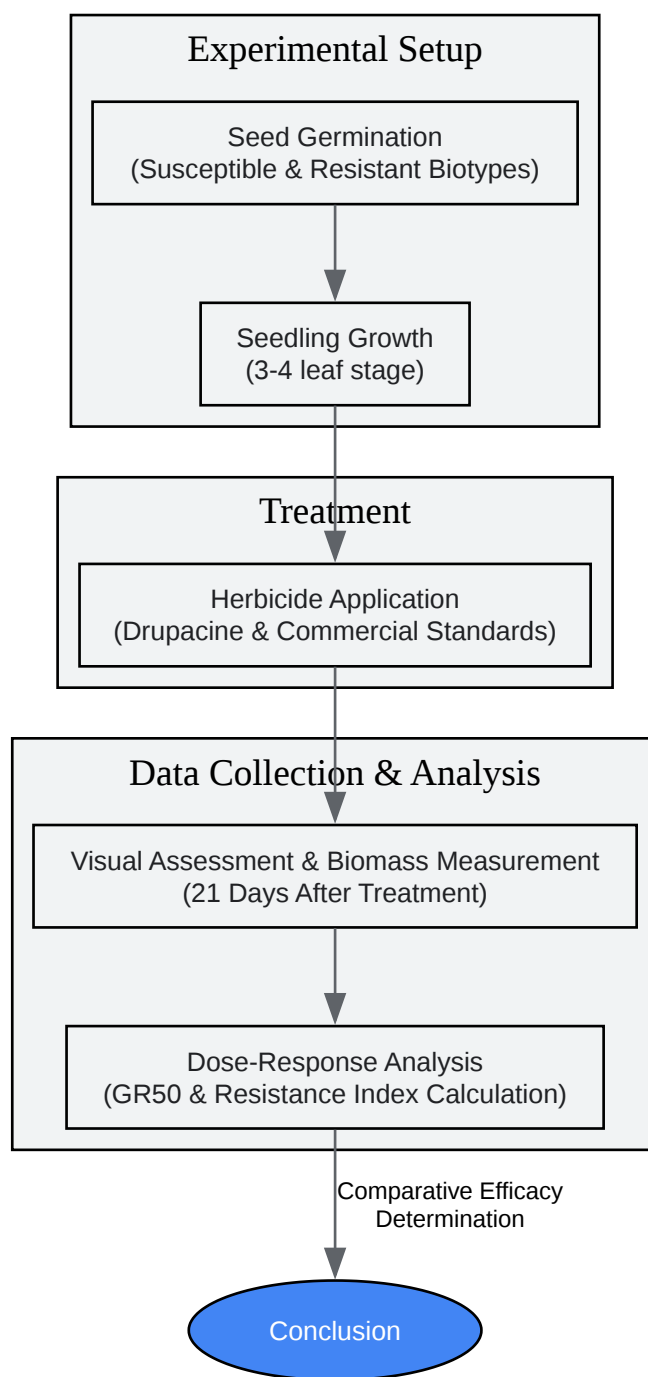 Experimental Setup
Seed Germination
(Susceptible & Resistant Biotypes)
Seedling Growth
(3-4 leaf stage)
Treatment
Herbicide Application
(Drupacine & Commercial Standards)
Data Collection & Analysis
Visual Assessment & Biomass Measurement
(21 Days After Treatment)
Dose-Response Analysis
(GR50 & Resistance Index Calculation)
Comparative Efficacy
Determination
Conclusion